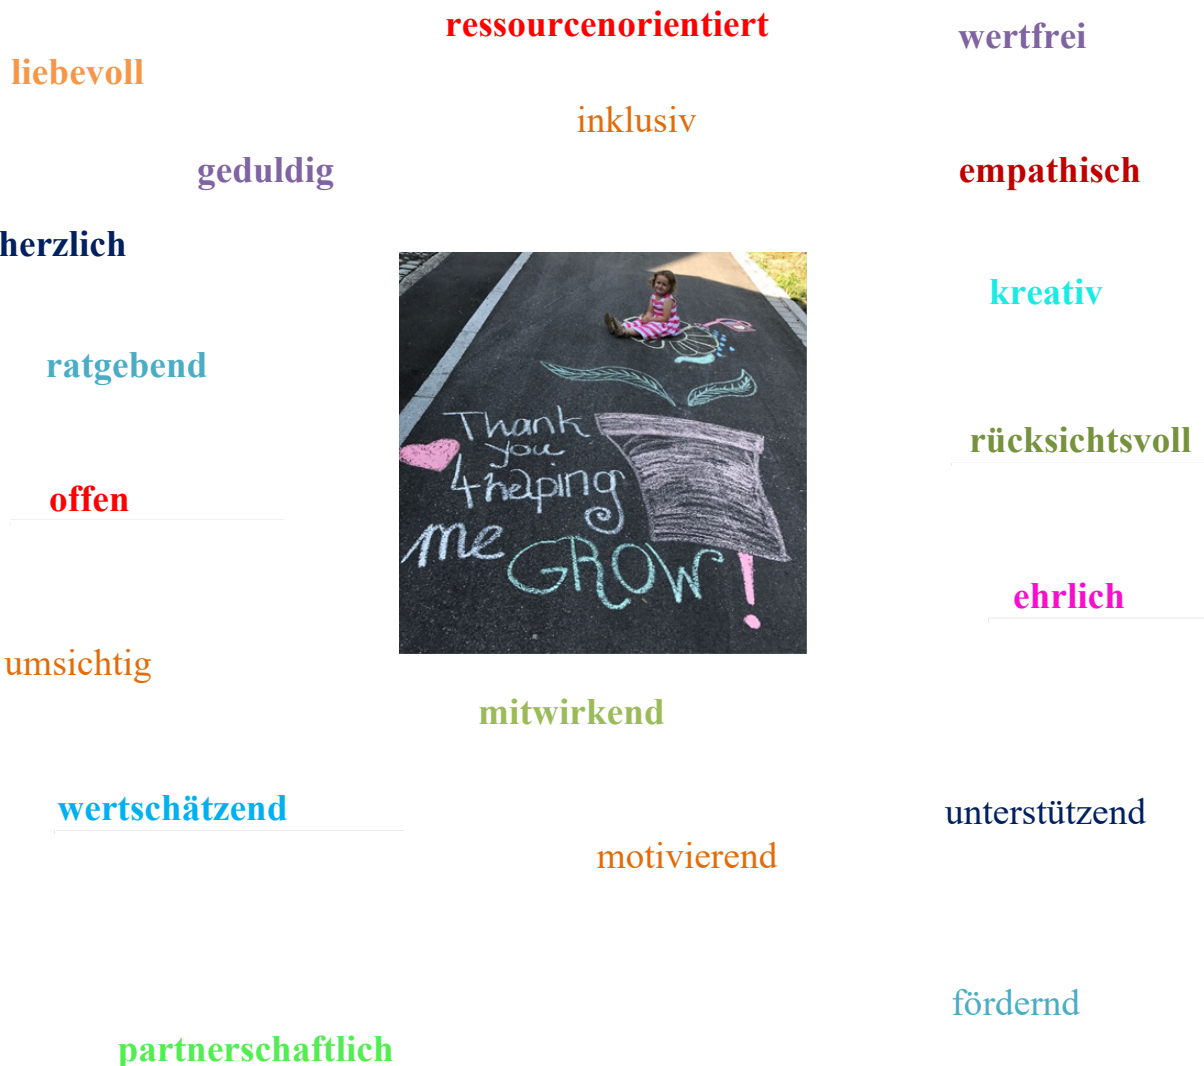 ressourcenorientiert
wertfrei
liebevoll
inklusiv
geduldig
empathisch
herzlich
kreativ
ratgebend
Thank
you
4 helping
me
GROW!
rücksichtsvoll
offen
ehrlich
umsichtig
mitwirkend
wertschätzend
unterstützend
motivierend
fördernd
partnerschaftlich